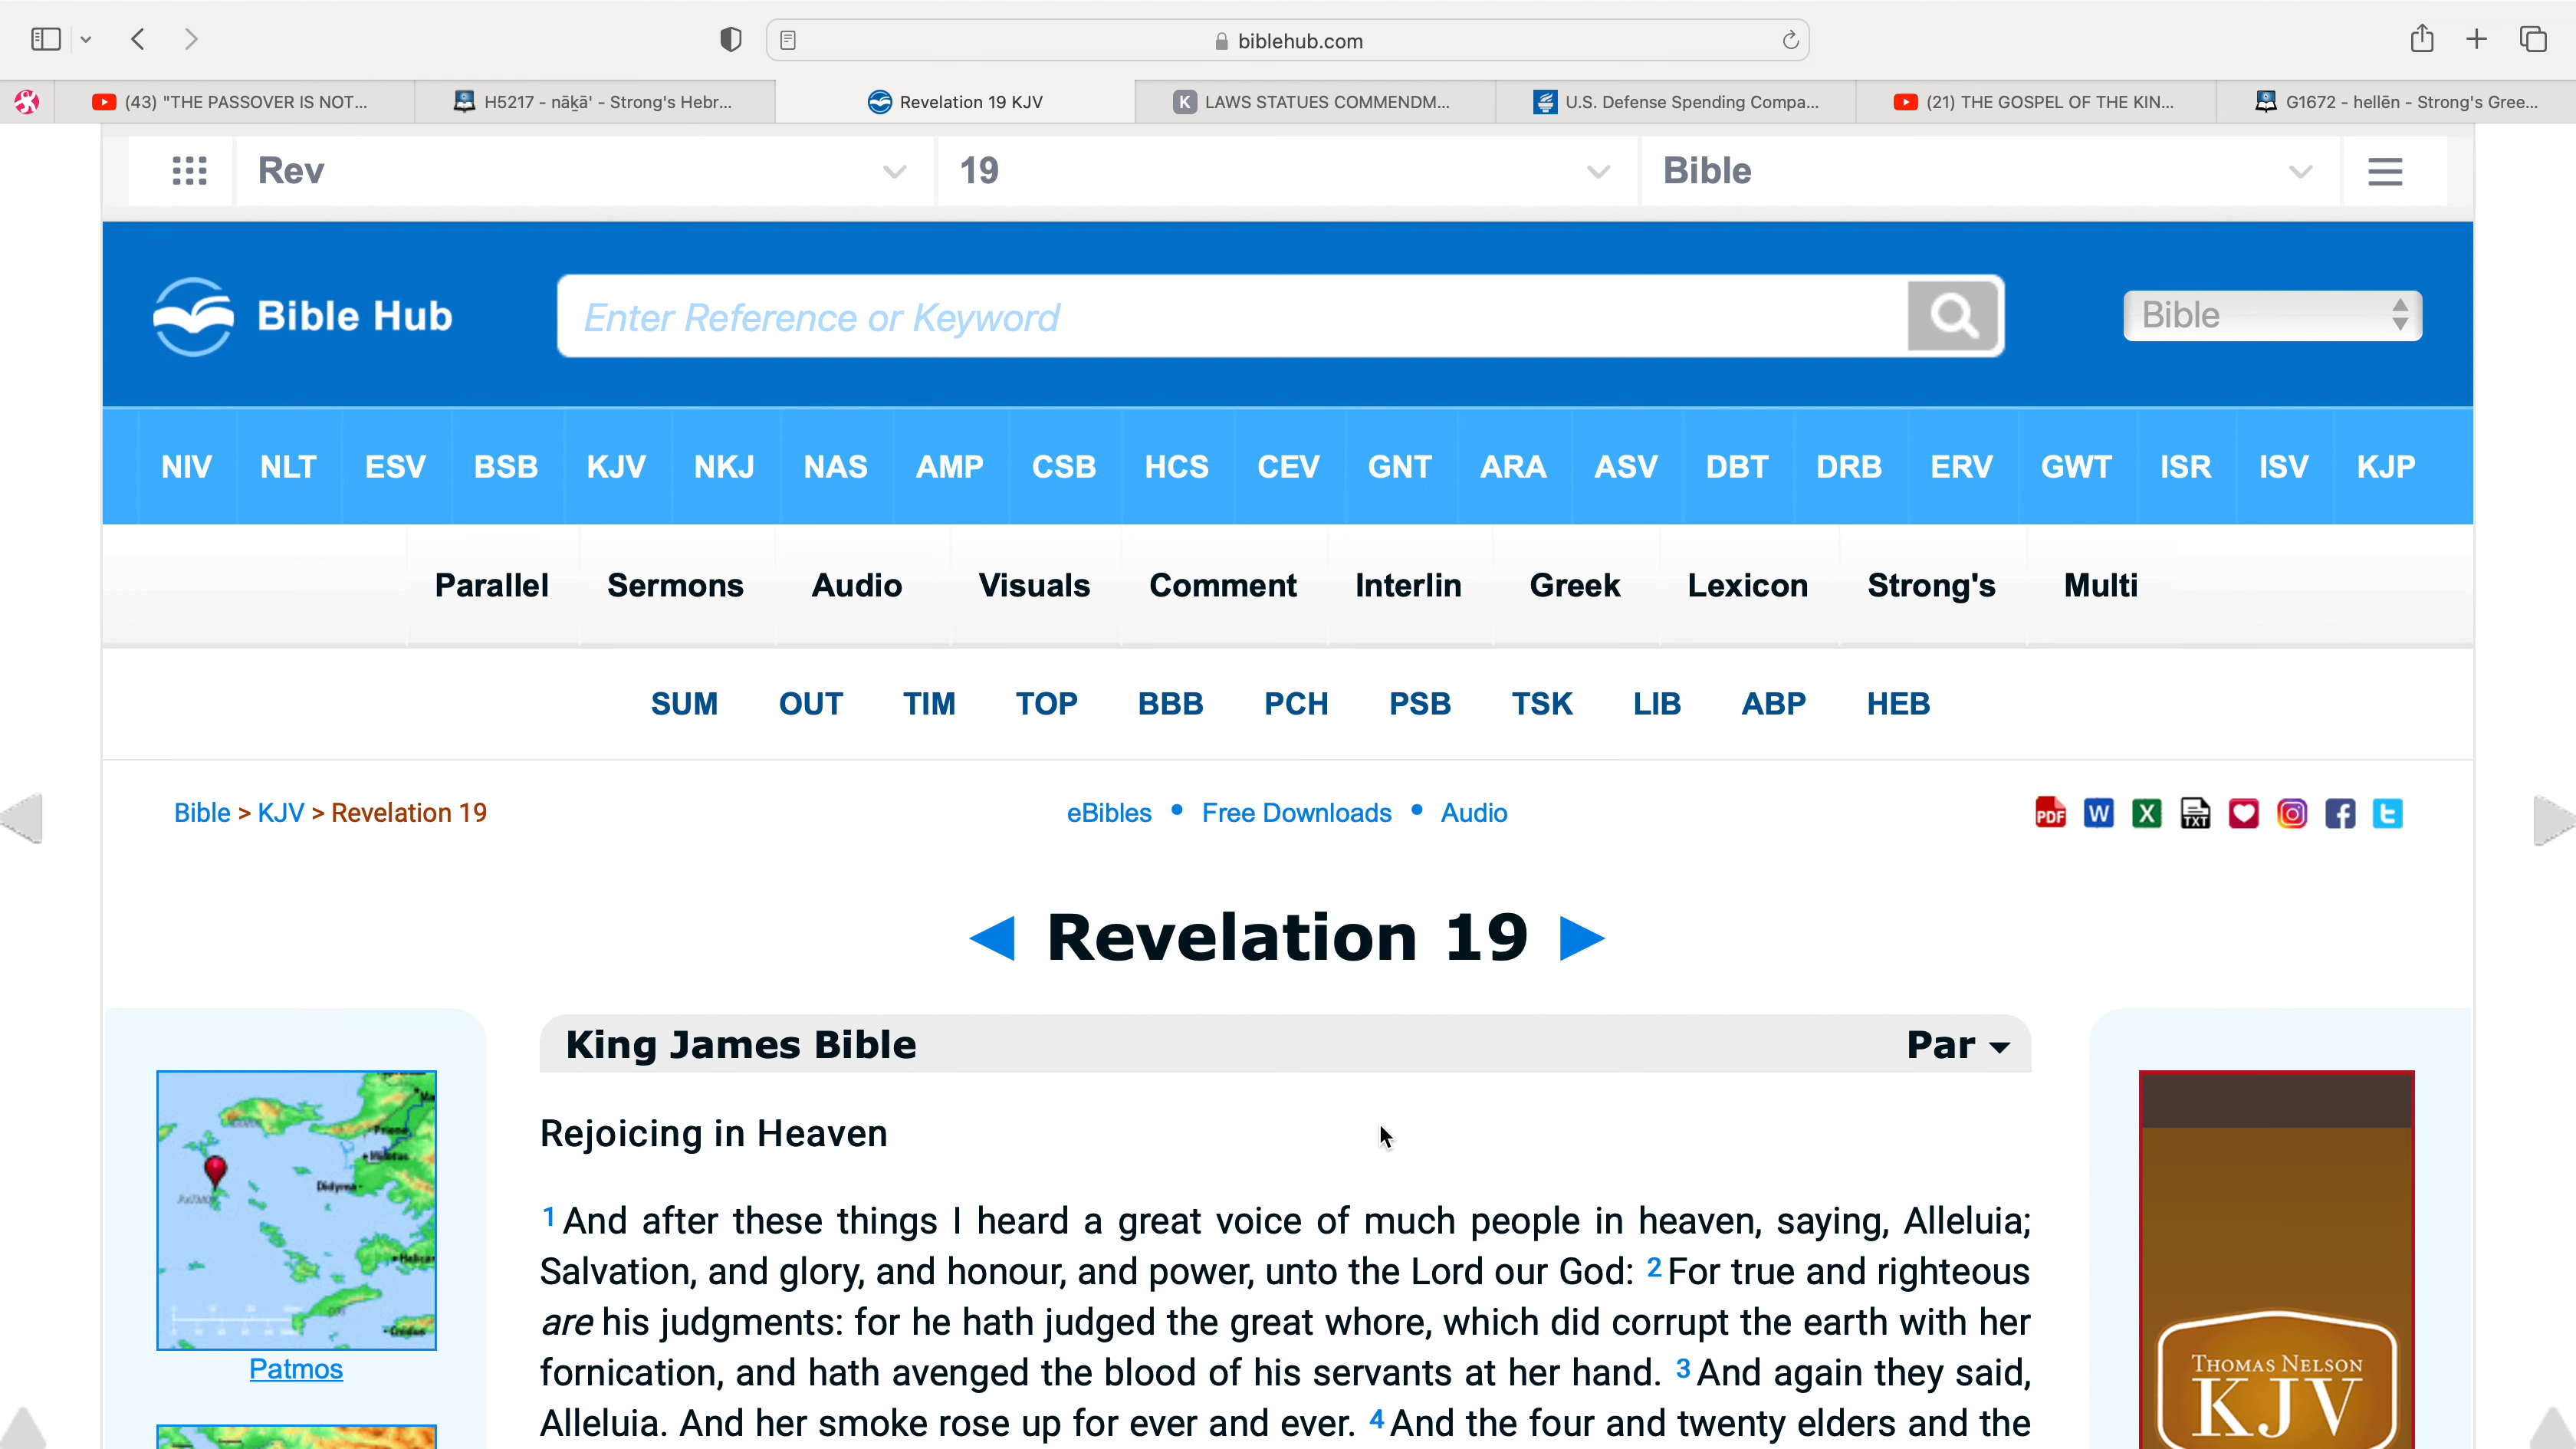 biblehub.com
(43) "THE PASSOVER IS NOT...
H5217 - nāḵā' - Strong's Hebr...
Revelation 19 KJV
K LAWS STATUES COMMENDM...
U.S. Defense Spending Compa...
(21) THE GOSPEL OF THE KIN...
G1672 - hellēn - Strong's Gree...
Rev 19 Bible
Bible Hub Enter Reference or Keyword Bible
NIV NLT ESV BSB KJV NKJ NAS AMP CSB HCS CEV GNT ARA ASV DBT DRB ERV GWT ISR ISV KJP
Parallel Sermons Audio Visuals Comment Interlin Greek Lexicon Strong's Multi
SUM OUT TIM TOP BBB PCH PSB TSK LIB ABP HEB
Bible > KJV > Revelation 19
eBibles • Free Downloads • Audio
PDF W X TXT
Revelation 19
King James Bible Par
Rejoicing in Heaven
1 And after these things I heard a great voice of much people in heaven, saying, Alleluia;
Salvation, and glory, and honour, and power, unto the Lord our God: 2 For true and righteous
are his judgments: for he hath judged the great whore, which did corrupt the earth with her
fornication, and hath avenged the blood of his servants at her hand. 3 And again they said,
Alleluia. And her smoke rose up for ever and ever. 4 And the four and twenty elders and the
Didyma
Patmos
THOMAS NELSON
KJV